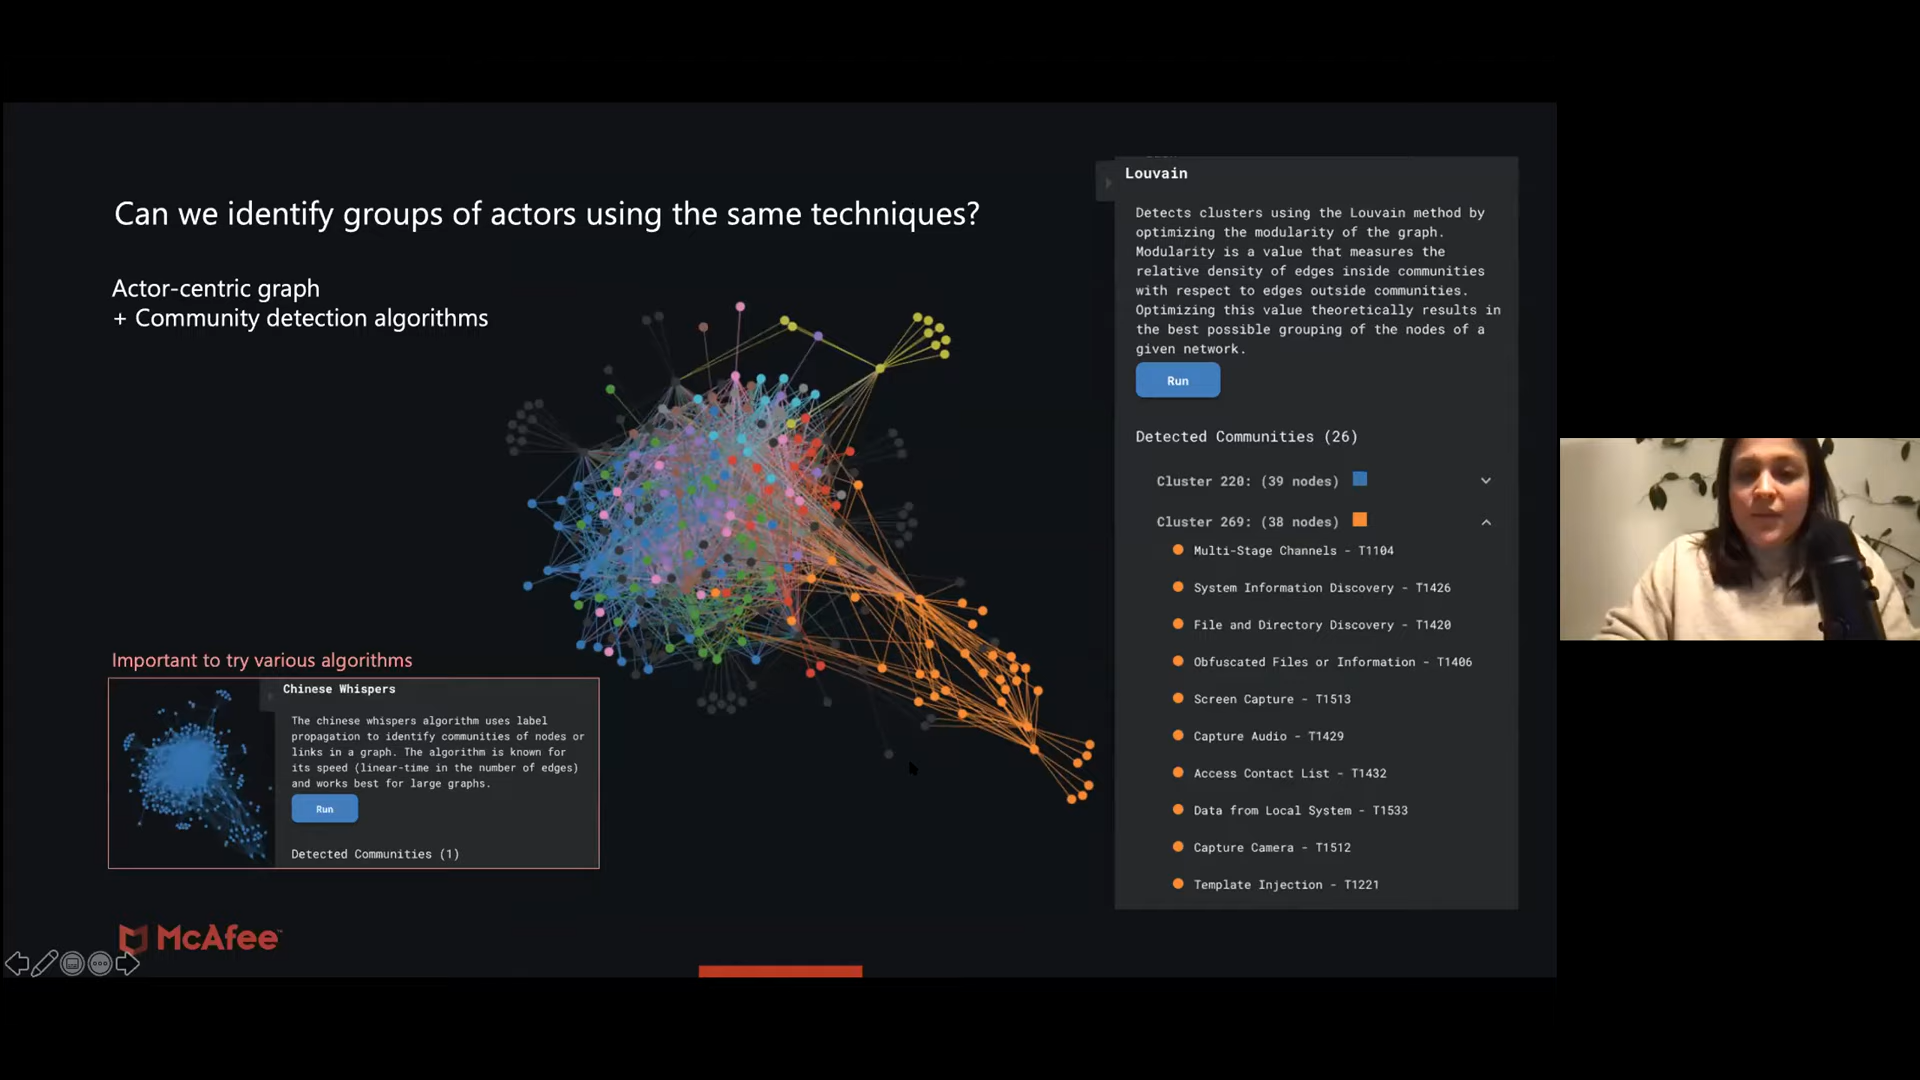 Can we identify groups of actors using the same techniques?
Actor-centric graph
+ Community detection algorithms
Important to try various algorithms
Chinese Whispers
The chinese whispers algorithm uses label
propagation to identify communities of nodes or
links in a graph. The algorithm is known for
its speed (linear-time in the number of edges)
and works best for large graphs.
Run
Detected Communities (1)
McAfee™
Louvain
Detects clusters using the Louvain method by
optimizing the modularity of the graph.
Modularity is a value that measures the
relative density of edges inside communities
with respect to edges outside communities.
Optimizing this value theoretically results in
the best possible grouping of the nodes of a
given network.
Run
Detected Communities (26)
Cluster 220: (39 nodes)
Cluster 269: (38 nodes)
Multi-Stage Channels - T1104
System Information Discovery - T1426
File and Directory Discovery - T1420
Obfuscated Files or Information - T1406
Screen Capture - T1513
Capture Audio - T1429
Access Contact List - T1432
Data from Local System - T1533
Capture Camera - T1512
Template Injection - T1221